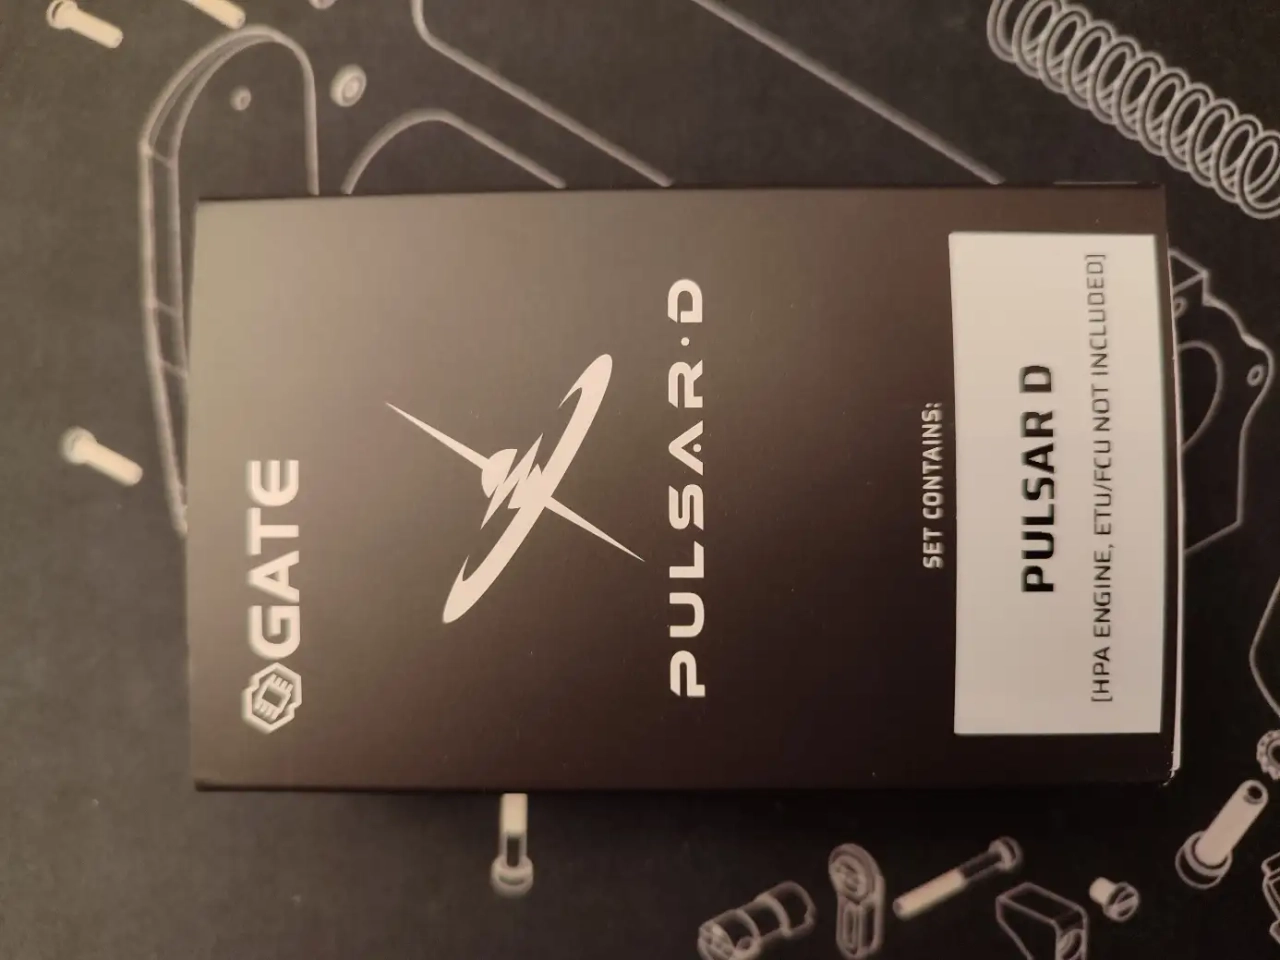 GATE
PULSAR·D
SET CONTAINS:
PULSAR D
[HPA ENGINE, ETU/FCU NOT INCLUDED]